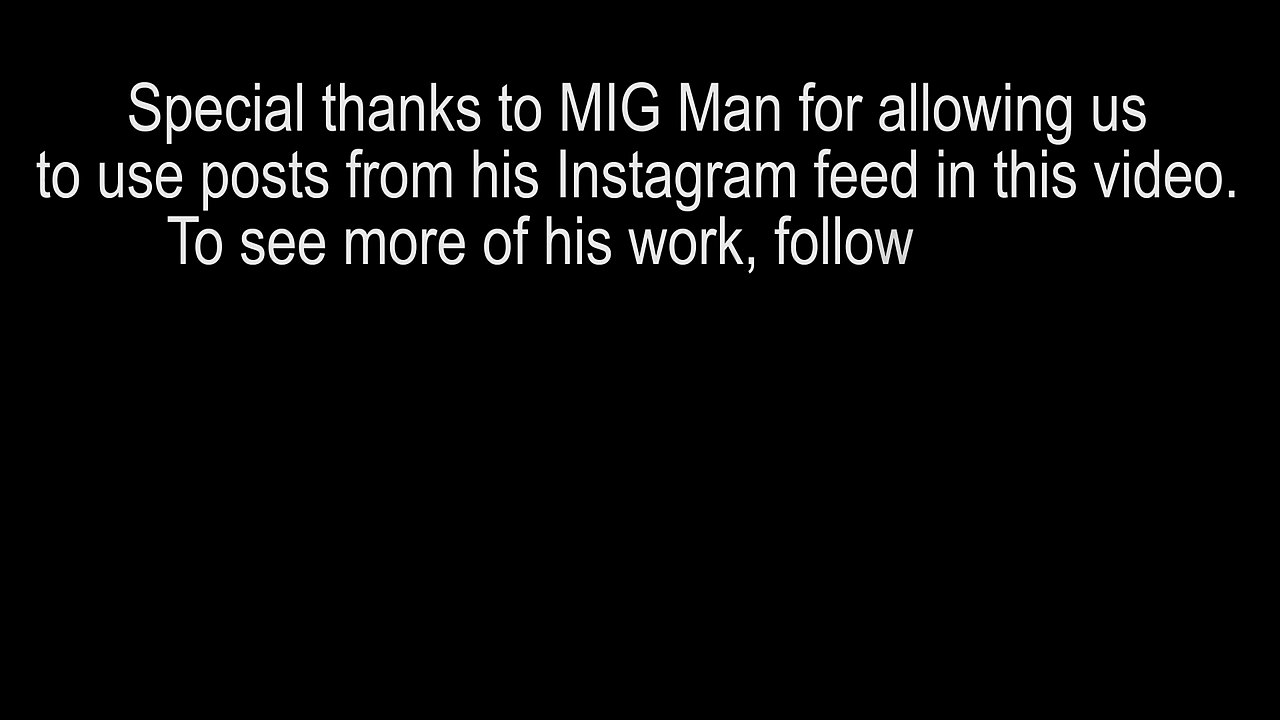 Special thanks to MIG Man for allowing us
to use posts from his Instagram feed in this video.
To see more of his work, follow